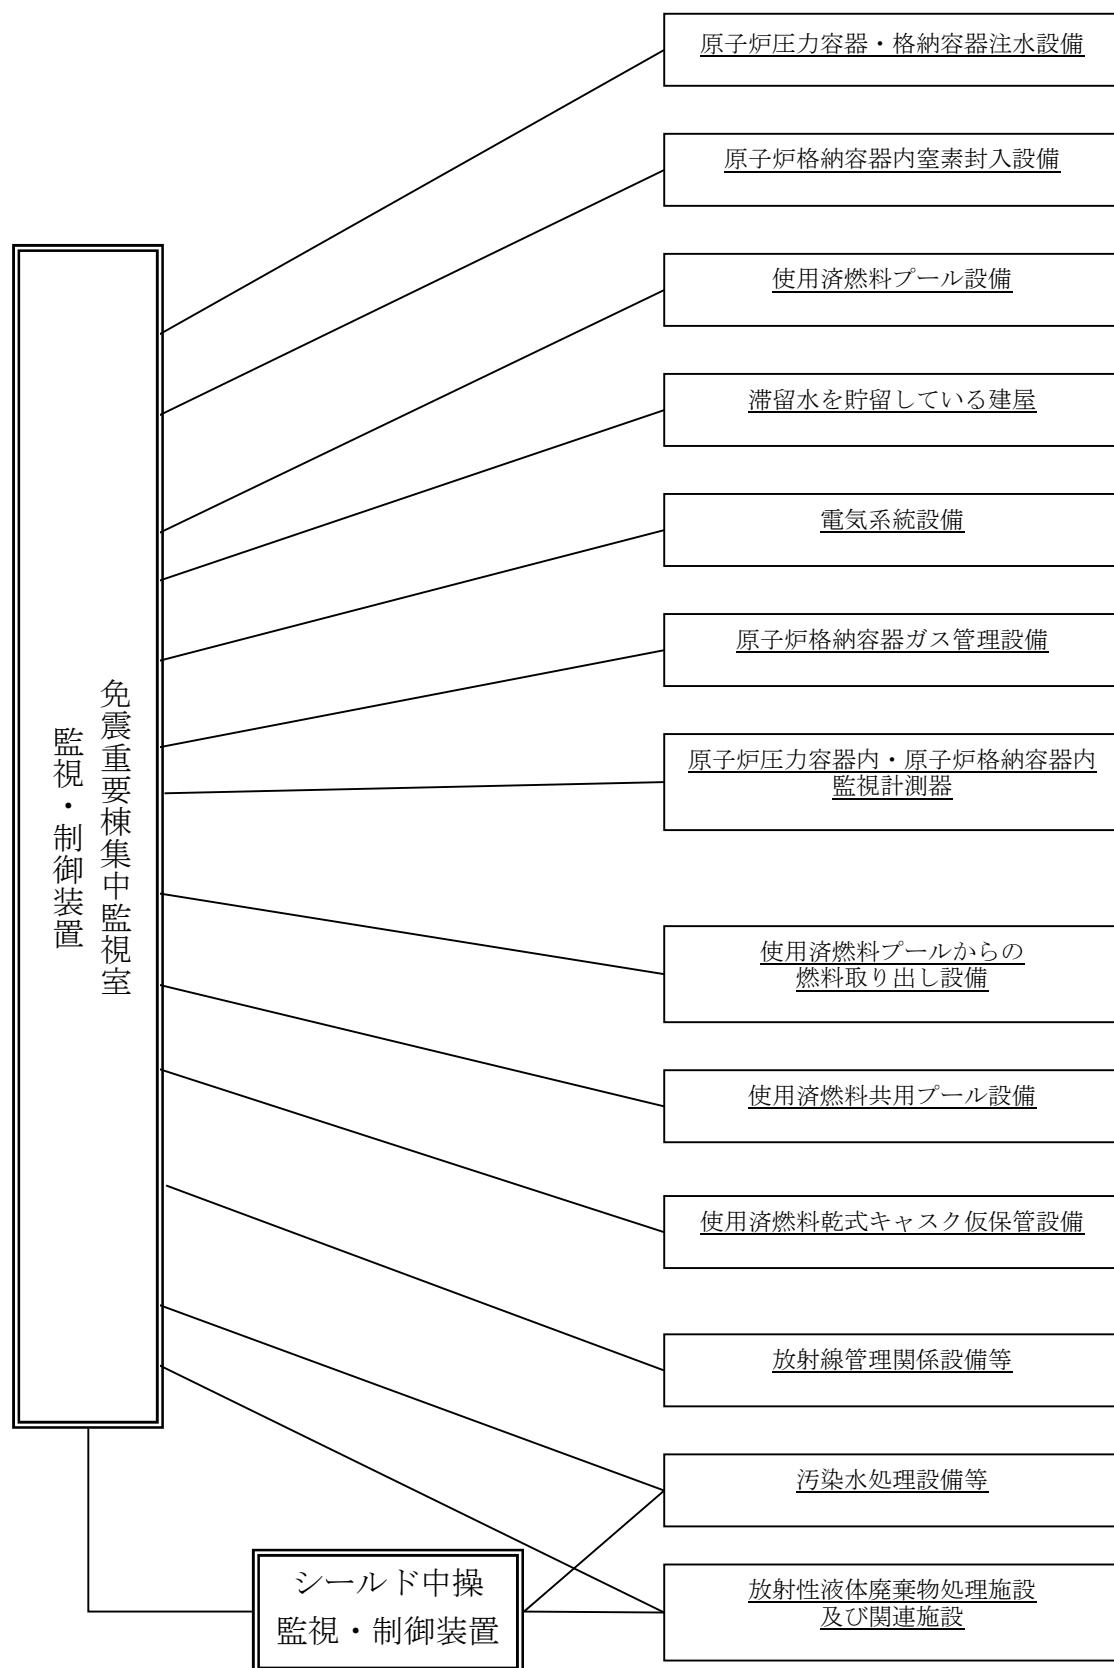 原子炉圧力容器・格納容器注水設備
原子炉格納容器内窒素封入設備
使用済燃料プール設備
滞留水を貯留している建屋
電気系統設備
原子炉格納容器ガス管理設備
原子炉圧力容器内・原子炉格納容器内
監視計測器
使用済燃料プールからの
燃料取り出し設備
使用済燃料共用プール設備
使用済燃料乾式キャスク仮保管設備
放射線管理関係設備等
汚染水処理設備等
放射性液体廃棄物処理施設
及び関連施設
免震重要棟集中監視室
監視・制御装置
シールド中操
監視・制御装置